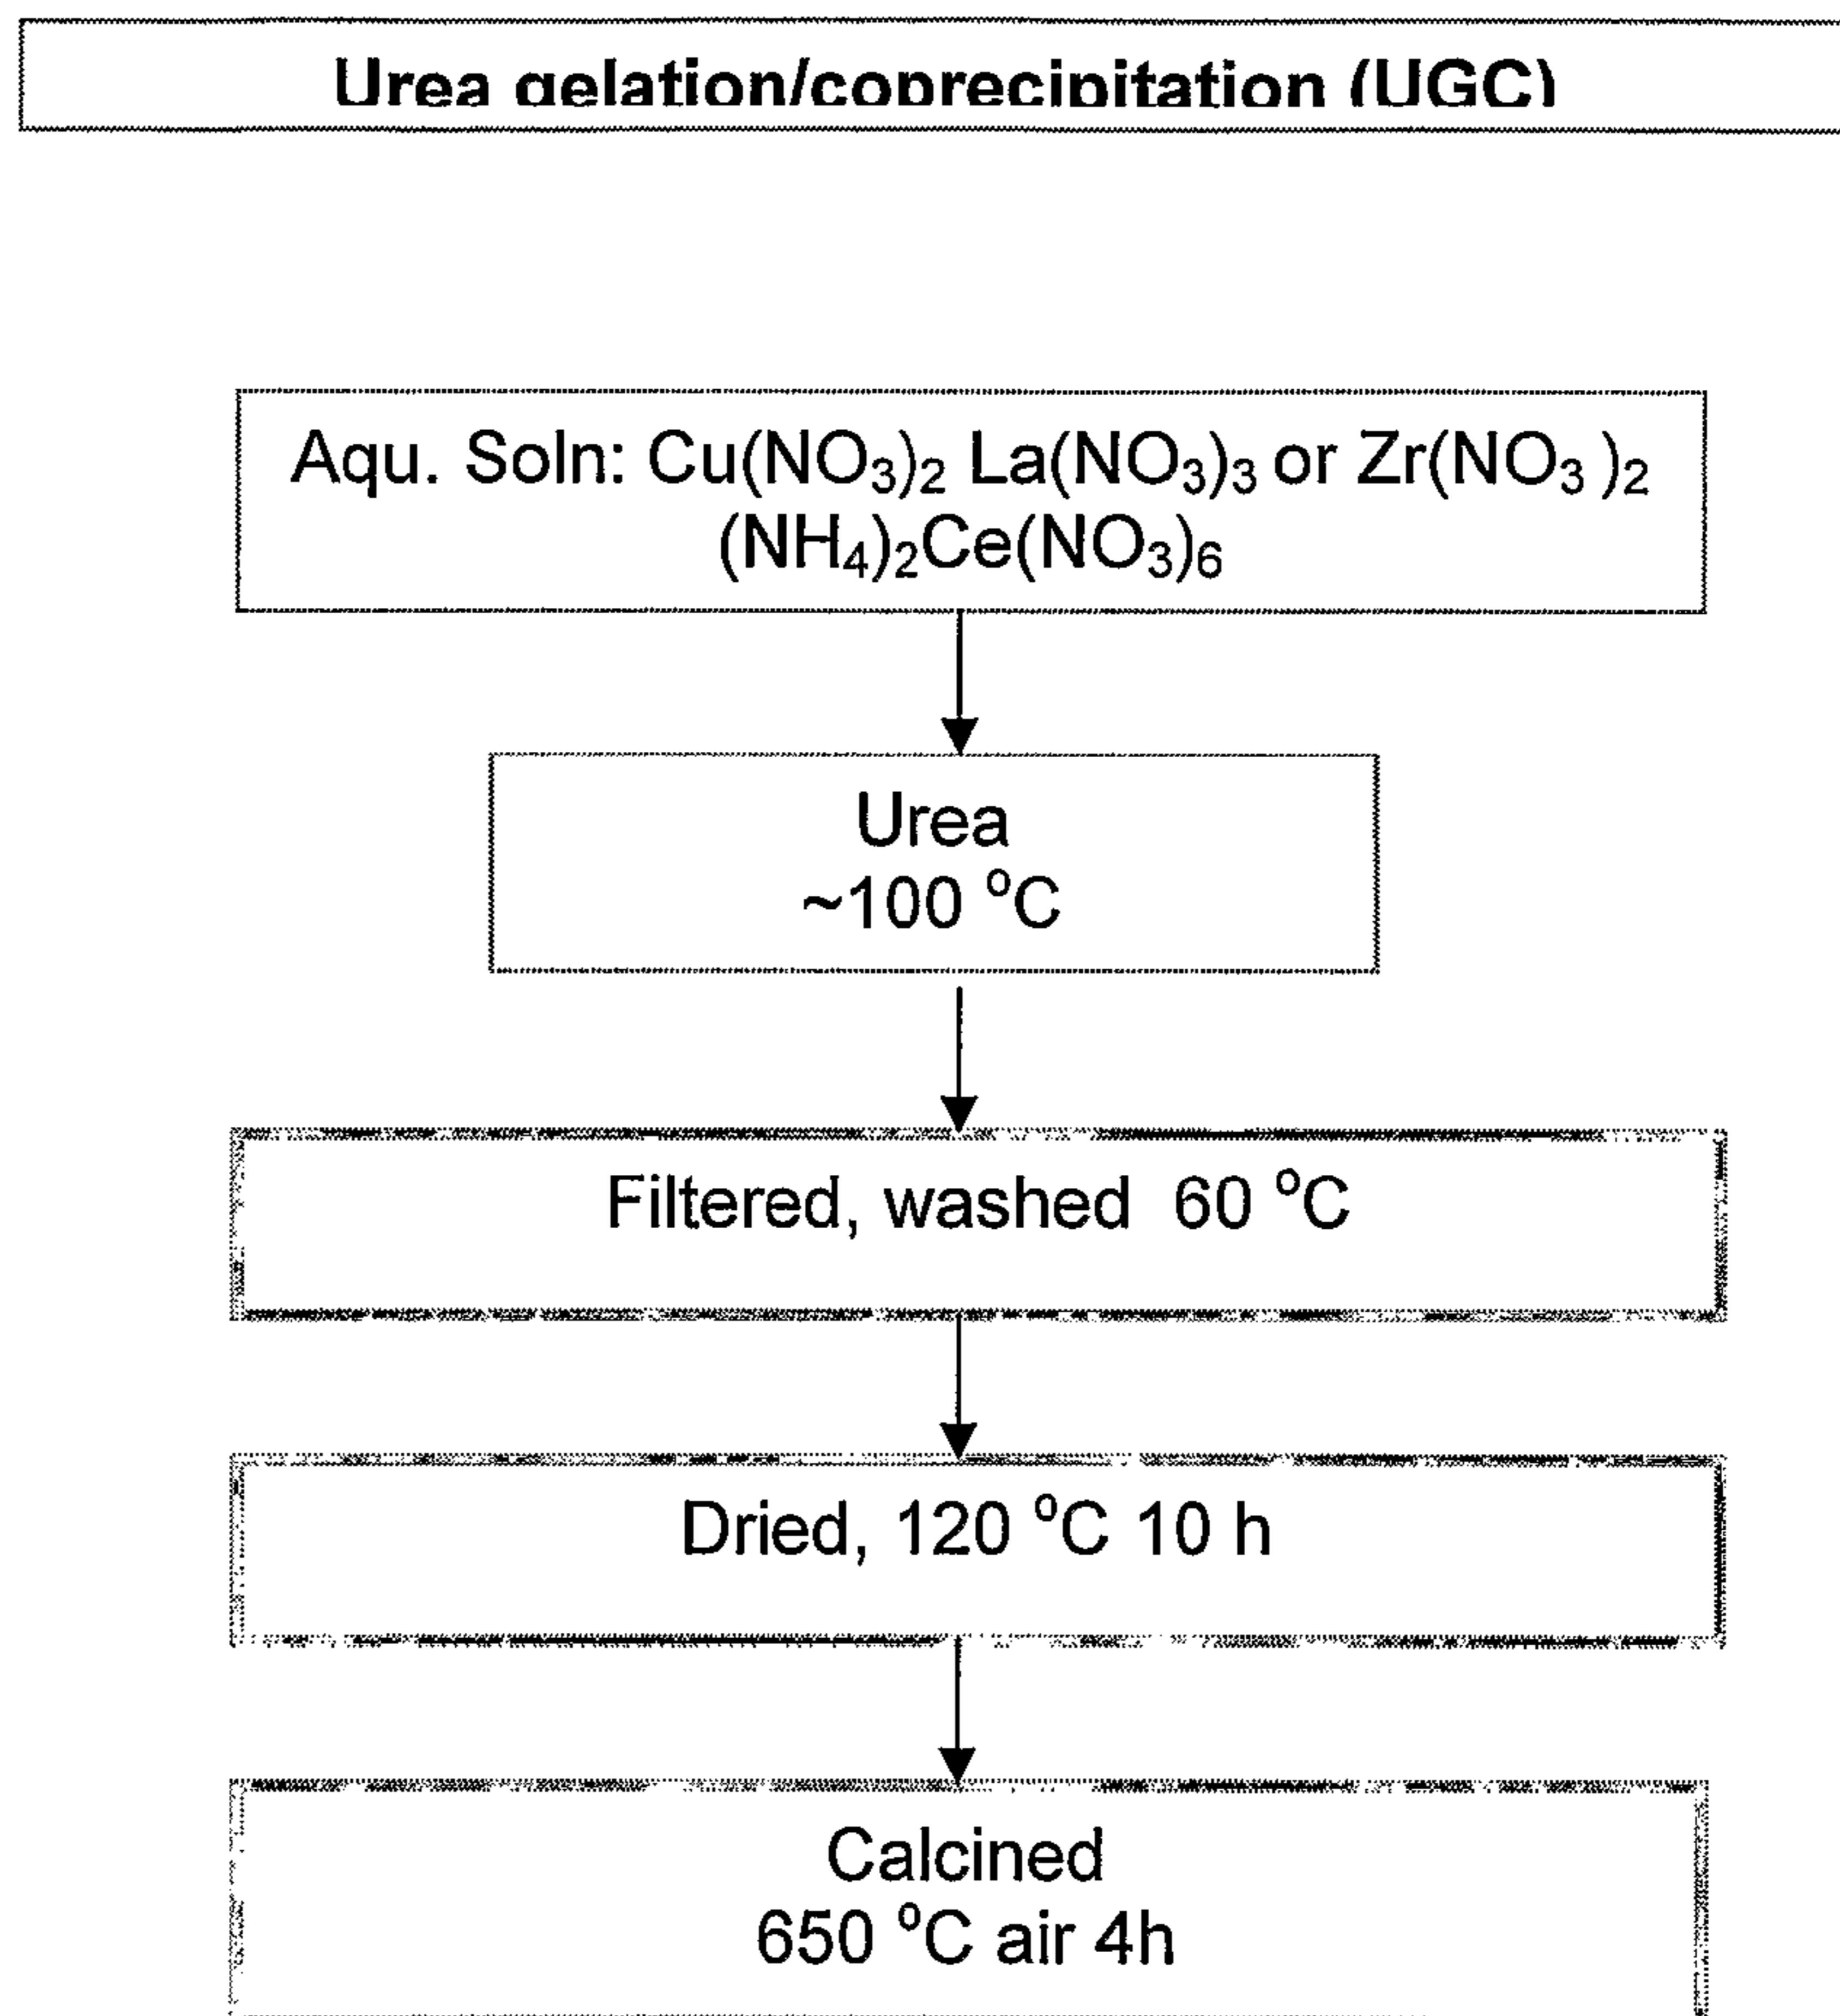 Urea gelation/coprecipitation (UGC)
Aqu. Soln: Cu(NO₃)₂ La(NO₃)₃ or Zr(NO₃ )₂
(NH₄)₂Ce(NO₃)₆
Urea
~100 °C
Filtered, washed 60 °C
Dried, 120 °C 10 h
Calcined
650 °C air 4h